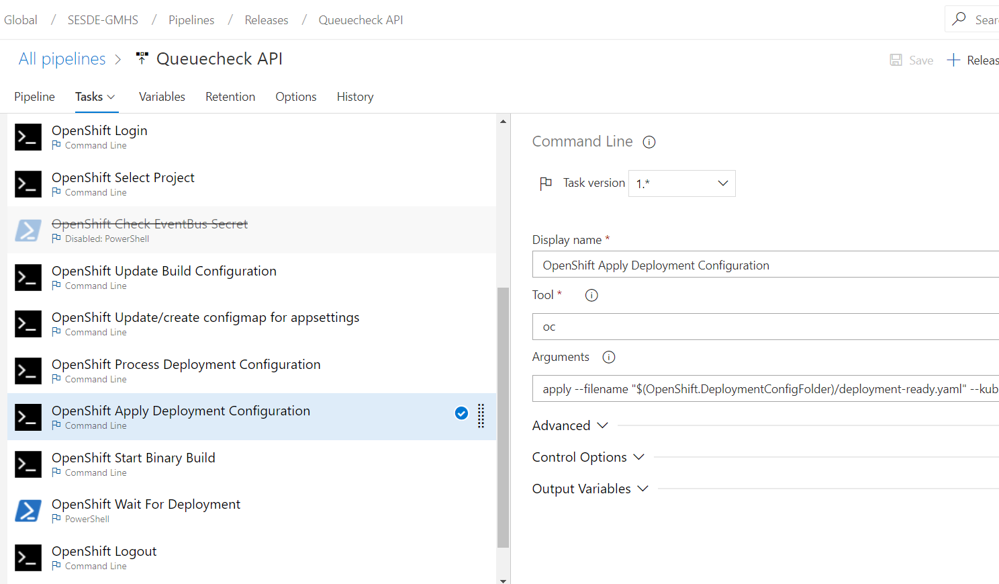 Global / SESDE-GMHS / Pipelines / Releases / Queuecheck API
All pipelines > Queuecheck API
Save + Releas
Pipeline Tasks Variables Retention Options History
OpenShift Login
Command Line
OpenShift Select Project
Command Line
OpenShift Check EventBus Secret
Disabled: PowerShell
OpenShift Update Build Configuration
Command Line
OpenShift Update/create configmap for appsettings
Command Line
OpenShift Process Deployment Configuration
Command Line
OpenShift Apply Deployment Configuration
Command Line
OpenShift Start Binary Build
Command Line
OpenShift Wait For Deployment
PowerShell
OpenShift Logout
Command Line
Command Line
Task version 1.*
Display name *
OpenShift Apply Deployment Configuration
Tool *
oc
Arguments
apply --filename "$(OpenShift.DeploymentConfigFolder)/deployment-ready.yaml" --kub
Advanced
Control Options
Output Variables